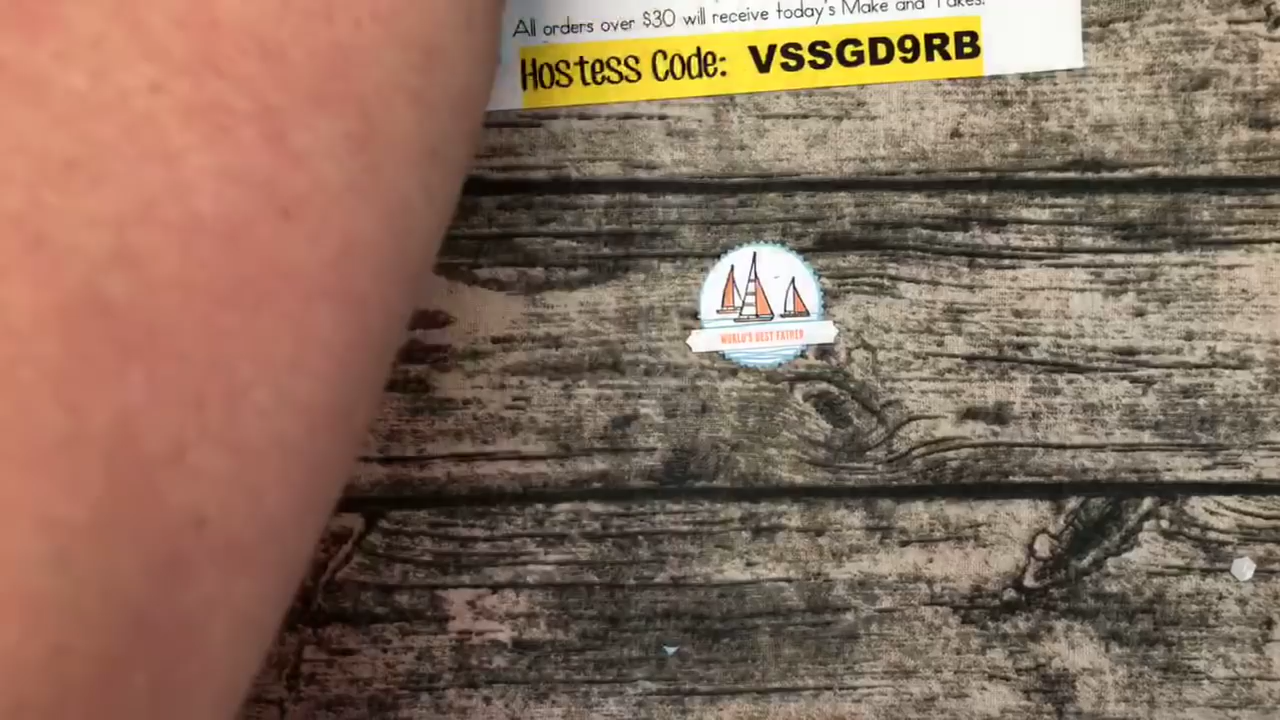 All orders over $30 will receive today's Make and Takes.
Hostess Code: VSSGD9RB
WORLD'S BEST FATHER